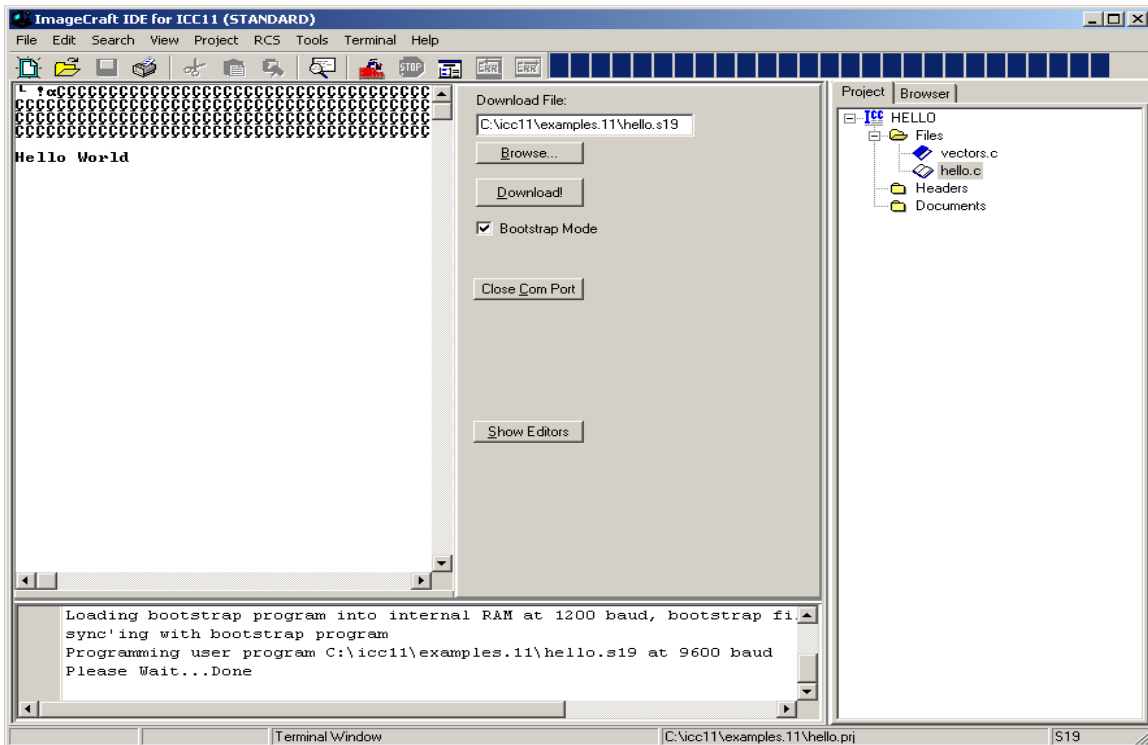 ImageCraft IDE for ICC11 (STANDARD)
File Edit Search View Project RCS Tools Terminal Help
STOP ERR ERR
Hello World
Download File:
C:\icc11\examples.11\hello.s19
Browse...
Download!
Bootstrap Mode
Close Com Port
Show Editors
Project Browser
ICC HELLO
Files
vectors.c
hello.c
Headers
Documents
Loading bootstrap program into internal RAM at 1200 baud, bootstrap fi
sync'ing with bootstrap program
Programming user program C:\icc11\examples.11\hello.s19 at 9600 baud
Please Wait...Done
Terminal Window C:\icc11\examples.11\hello.prj S19